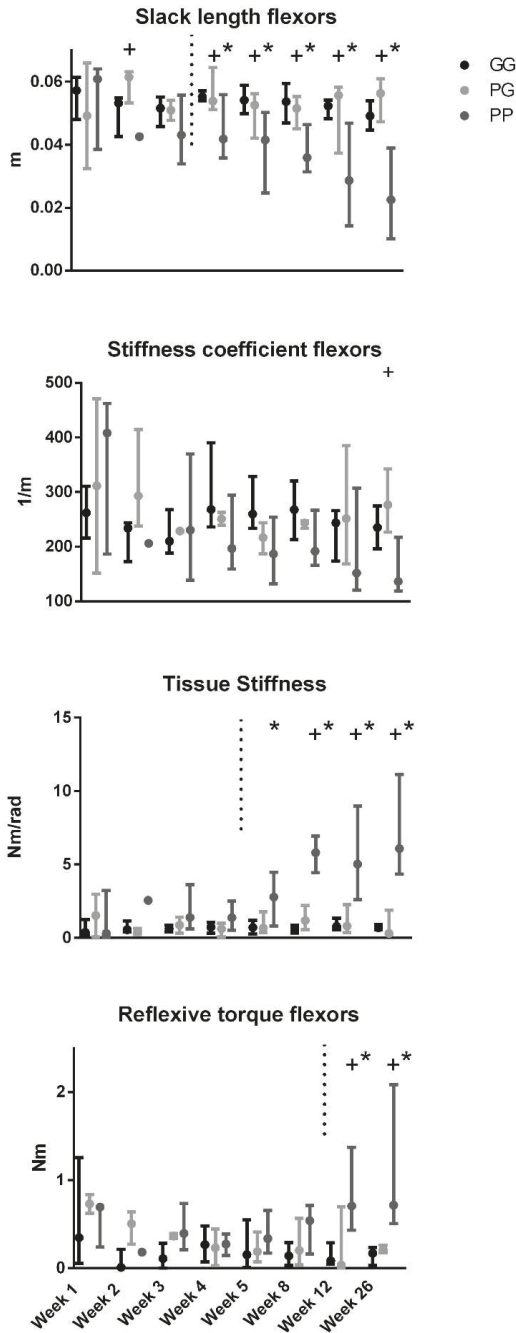 Slack length flexors
+ + * + * + * + * + *
GG
PG
PP
0.06
0.04
0.02
0.00
m
Stiffness coefficient flexors
+
500
400
300
200
100
1/m
Tissue Stiffness
* + * + * + *
15
10
5
0
Nm/rad
Reflexive torque flexors
+ * + *
2
1
0
Nm
Week 1
Week 2
Week 3
Week 4
Week 5
Week 8
Week 12
Week 26